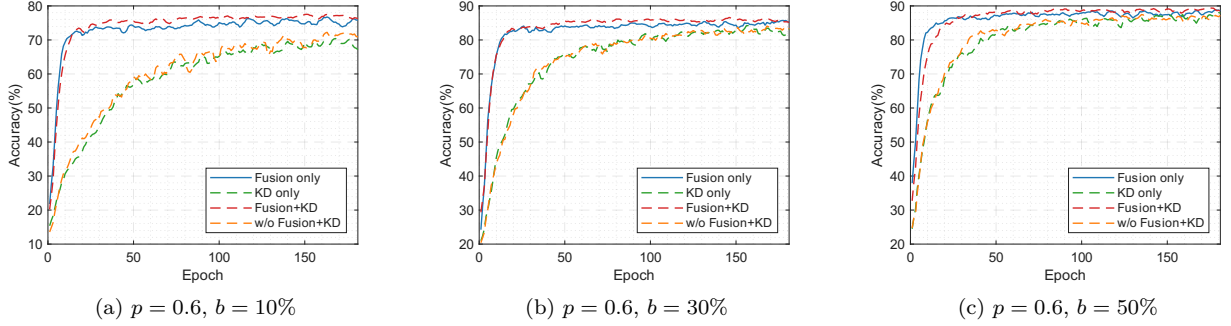 80
70
60
50
40
30
20
10
Accuracy(%)
0
50
100
150
Epoch
Fusion only
KD only
Fusion+KD
w/o Fusion+KD
(a) p = 0.6, b = 10%
90
80
70
60
50
40
30
20
Accuracy(%)
0
50
100
150
Epoch
Fusion only
KD only
Fusion+KD
w/o Fusion+KD
(b) p = 0.6, b = 30%
90
80
70
60
50
40
30
20
Accuracy(%)
0
50
100
150
Epoch
Fusion only
KD only
Fusion+KD
w/o Fusion+KD
(c) p = 0.6, b = 50%